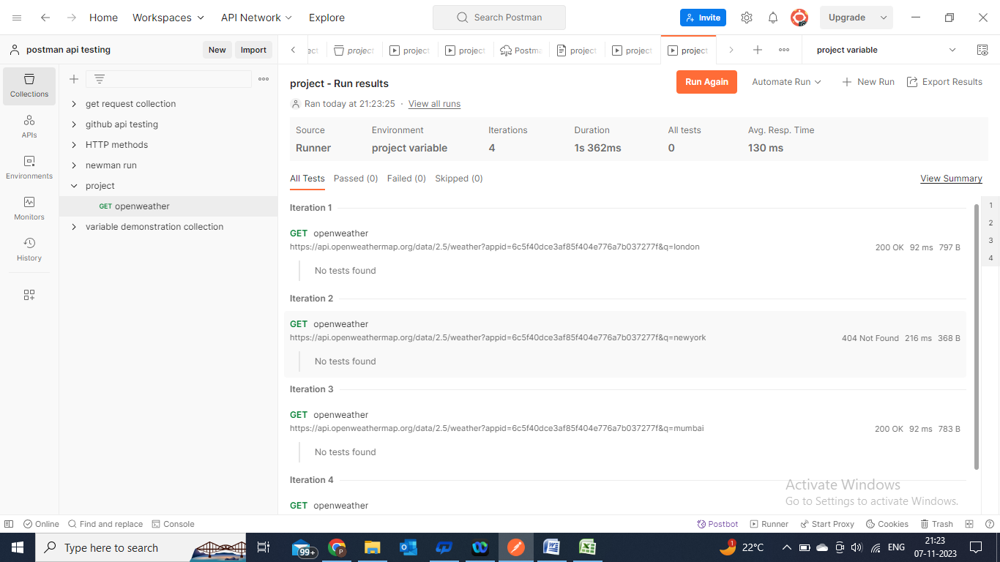 Home Workspaces API Network Explore Search Postman Invite Upgrade
postman api testing New Import
project project project Postma project project project project variable
Collections
APIs
Environments
Monitors
History
get request collection
github api testing
HTTP methods
newman run
project
GET openweather
variable demonstration collection
project - Run results Run Again Automate Run New Run Export Results
Ran today at 21:23:25 · View all runs
Source Environment Iterations Duration All tests Avg. Resp. Time
Runner project variable 4 1s 362ms 0 130 ms
All Tests Passed (0) Failed (0) Skipped (0) View Summary
Iteration 1
GET openweather
https://api.openweathermap.org/data/2.5/weather?appid=6c5f40dce3af85f404e776a7b037277f&q=london 200 OK 92 ms 797 B
No tests found
Iteration 2
GET openweather
https://api.openweathermap.org/data/2.5/weather?appid=6c5f40dce3af85f404e776a7b037277f&q=newyork 404 Not Found 216 ms 368 B
No tests found
Iteration 3
GET openweather
https://api.openweathermap.org/data/2.5/weather?appid=6c5f40dce3af85f404e776a7b037277f&q=mumbai 200 OK 92 ms 783 B
No tests found
Iteration 4
GET openweather
1
2
3
4
Activate Windows
Go to Settings to activate Windows.
Online Find and replace Console Postbot Runner Start Proxy Cookies Trash
Type here to search 99+ P 1 22°C ENG 21:23
07-11-2023